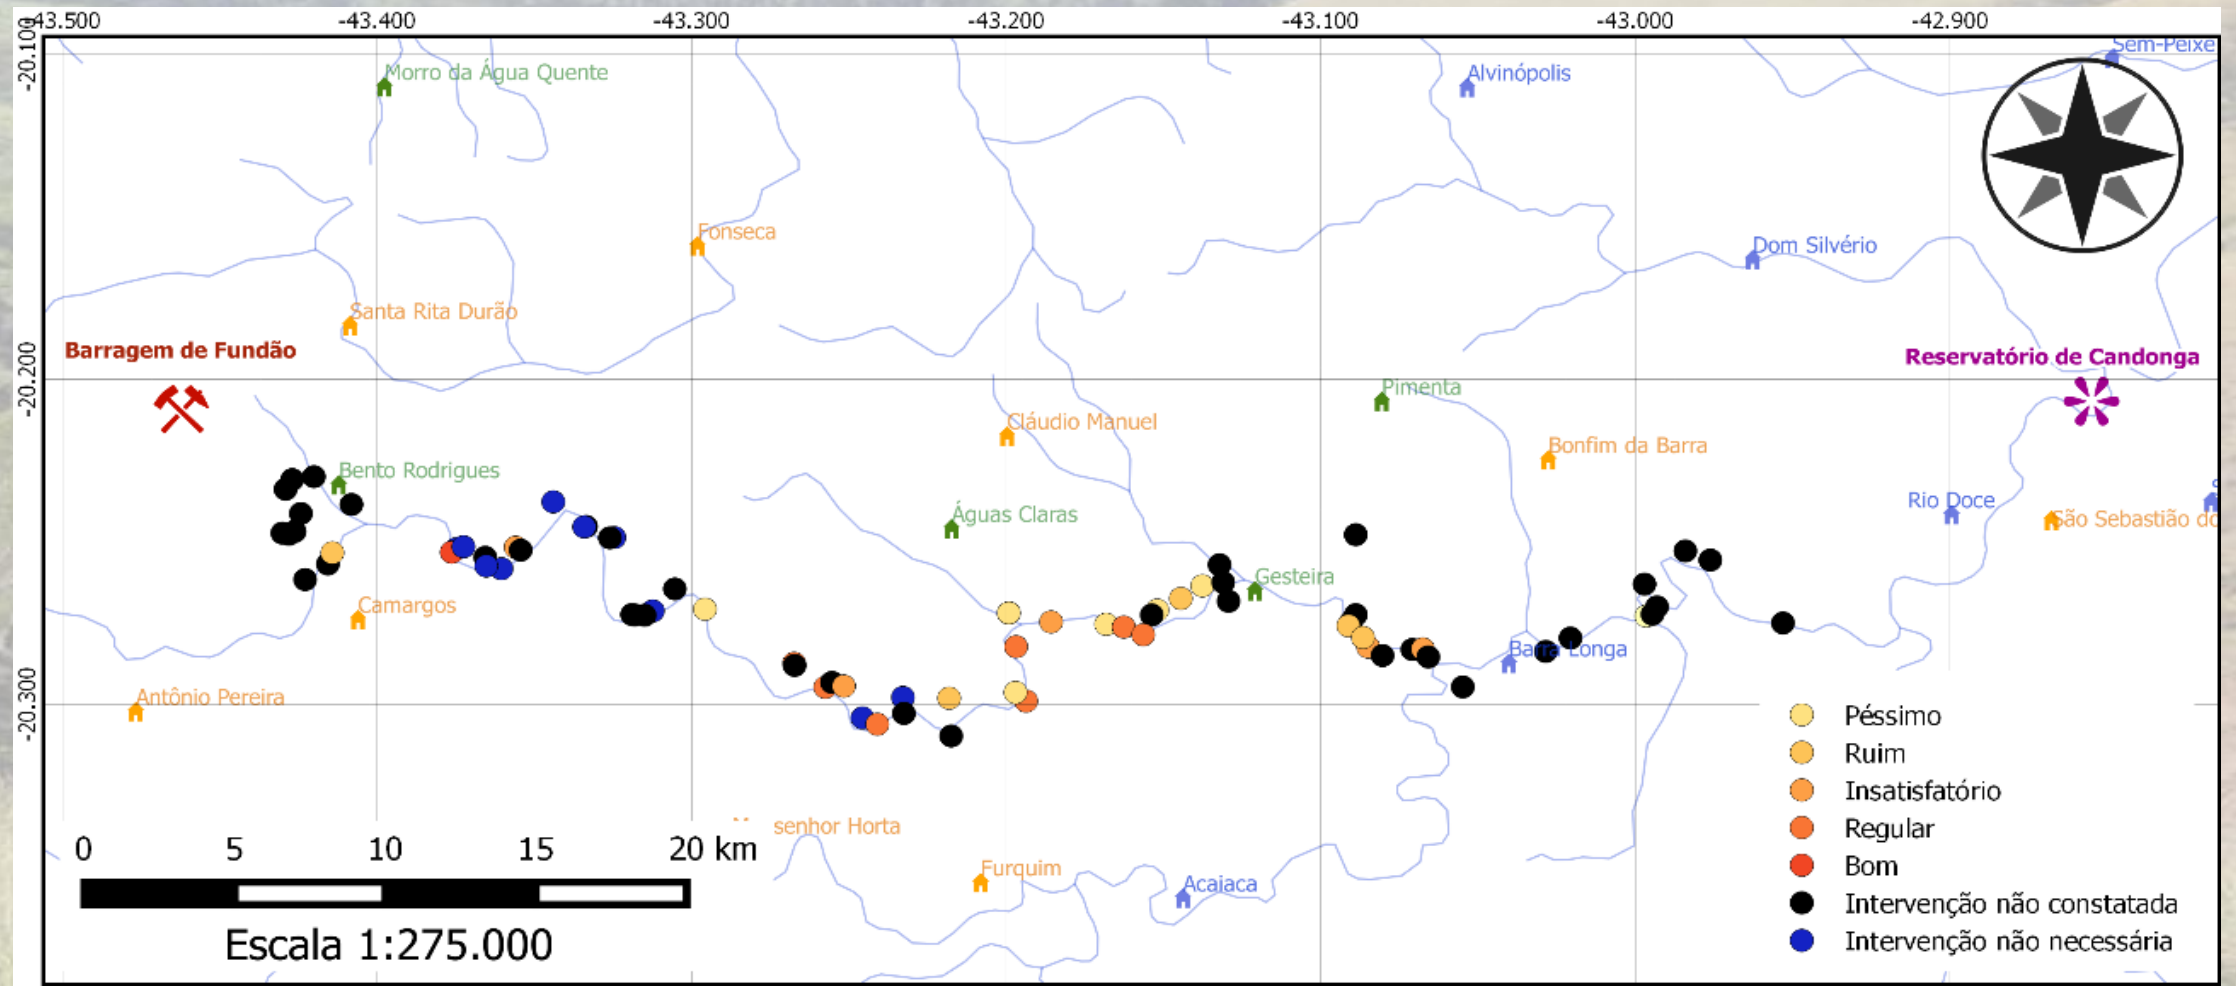 -43.500 -43.400 -43.300 -43.200 -43.100 -43.000 -42.900
-20.100
Sem-Peixe
Morro da Água Quente
Alvinópolis
Fonseca
Dom Silvério
Santa Rita Durão
Barragem de Fundão
Reservatório de Candonga
-20.200
Pimenta
Cláudio Manuel
Bonfim da Barra
Bento Rodrigues
Rio Doce
Águas Claras
São Sebastião do
Gesteira
Camargos
Barra Longa
-20.300
Antônio Pereira
Péssimo
Ruim
Insatisfatório
Regular
Bom
Intervenção não constatada
Intervenção não necessária
senhor Horta
0 5 10 15 20 km
Furquim
Acaiaca
Escala 1:275.000